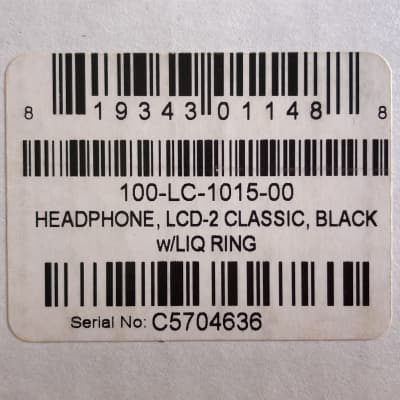 8 19343 01148 8
100-LC-1015-00
HEADPHONE, LCD-2 CLASSIC, BLACK
w/LIQ RING
Serial No: C5704636